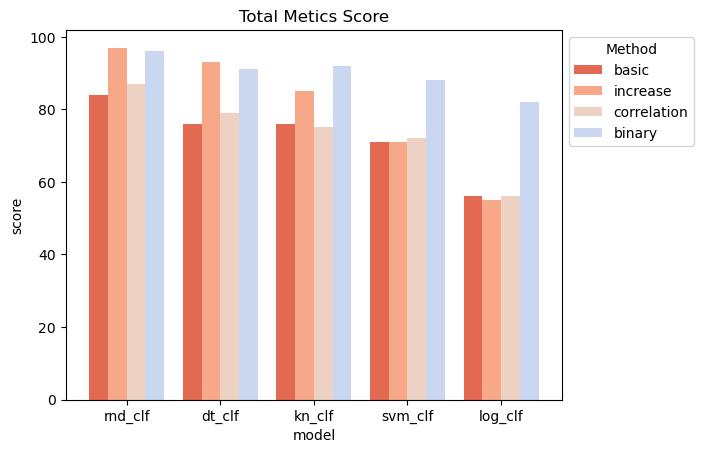 Total Metics Score
100
80
60
40
20
0
score
rnd_clf dt_clf kn_clf svm_clf log_clf
model
Method
basic
increase
correlation
binary